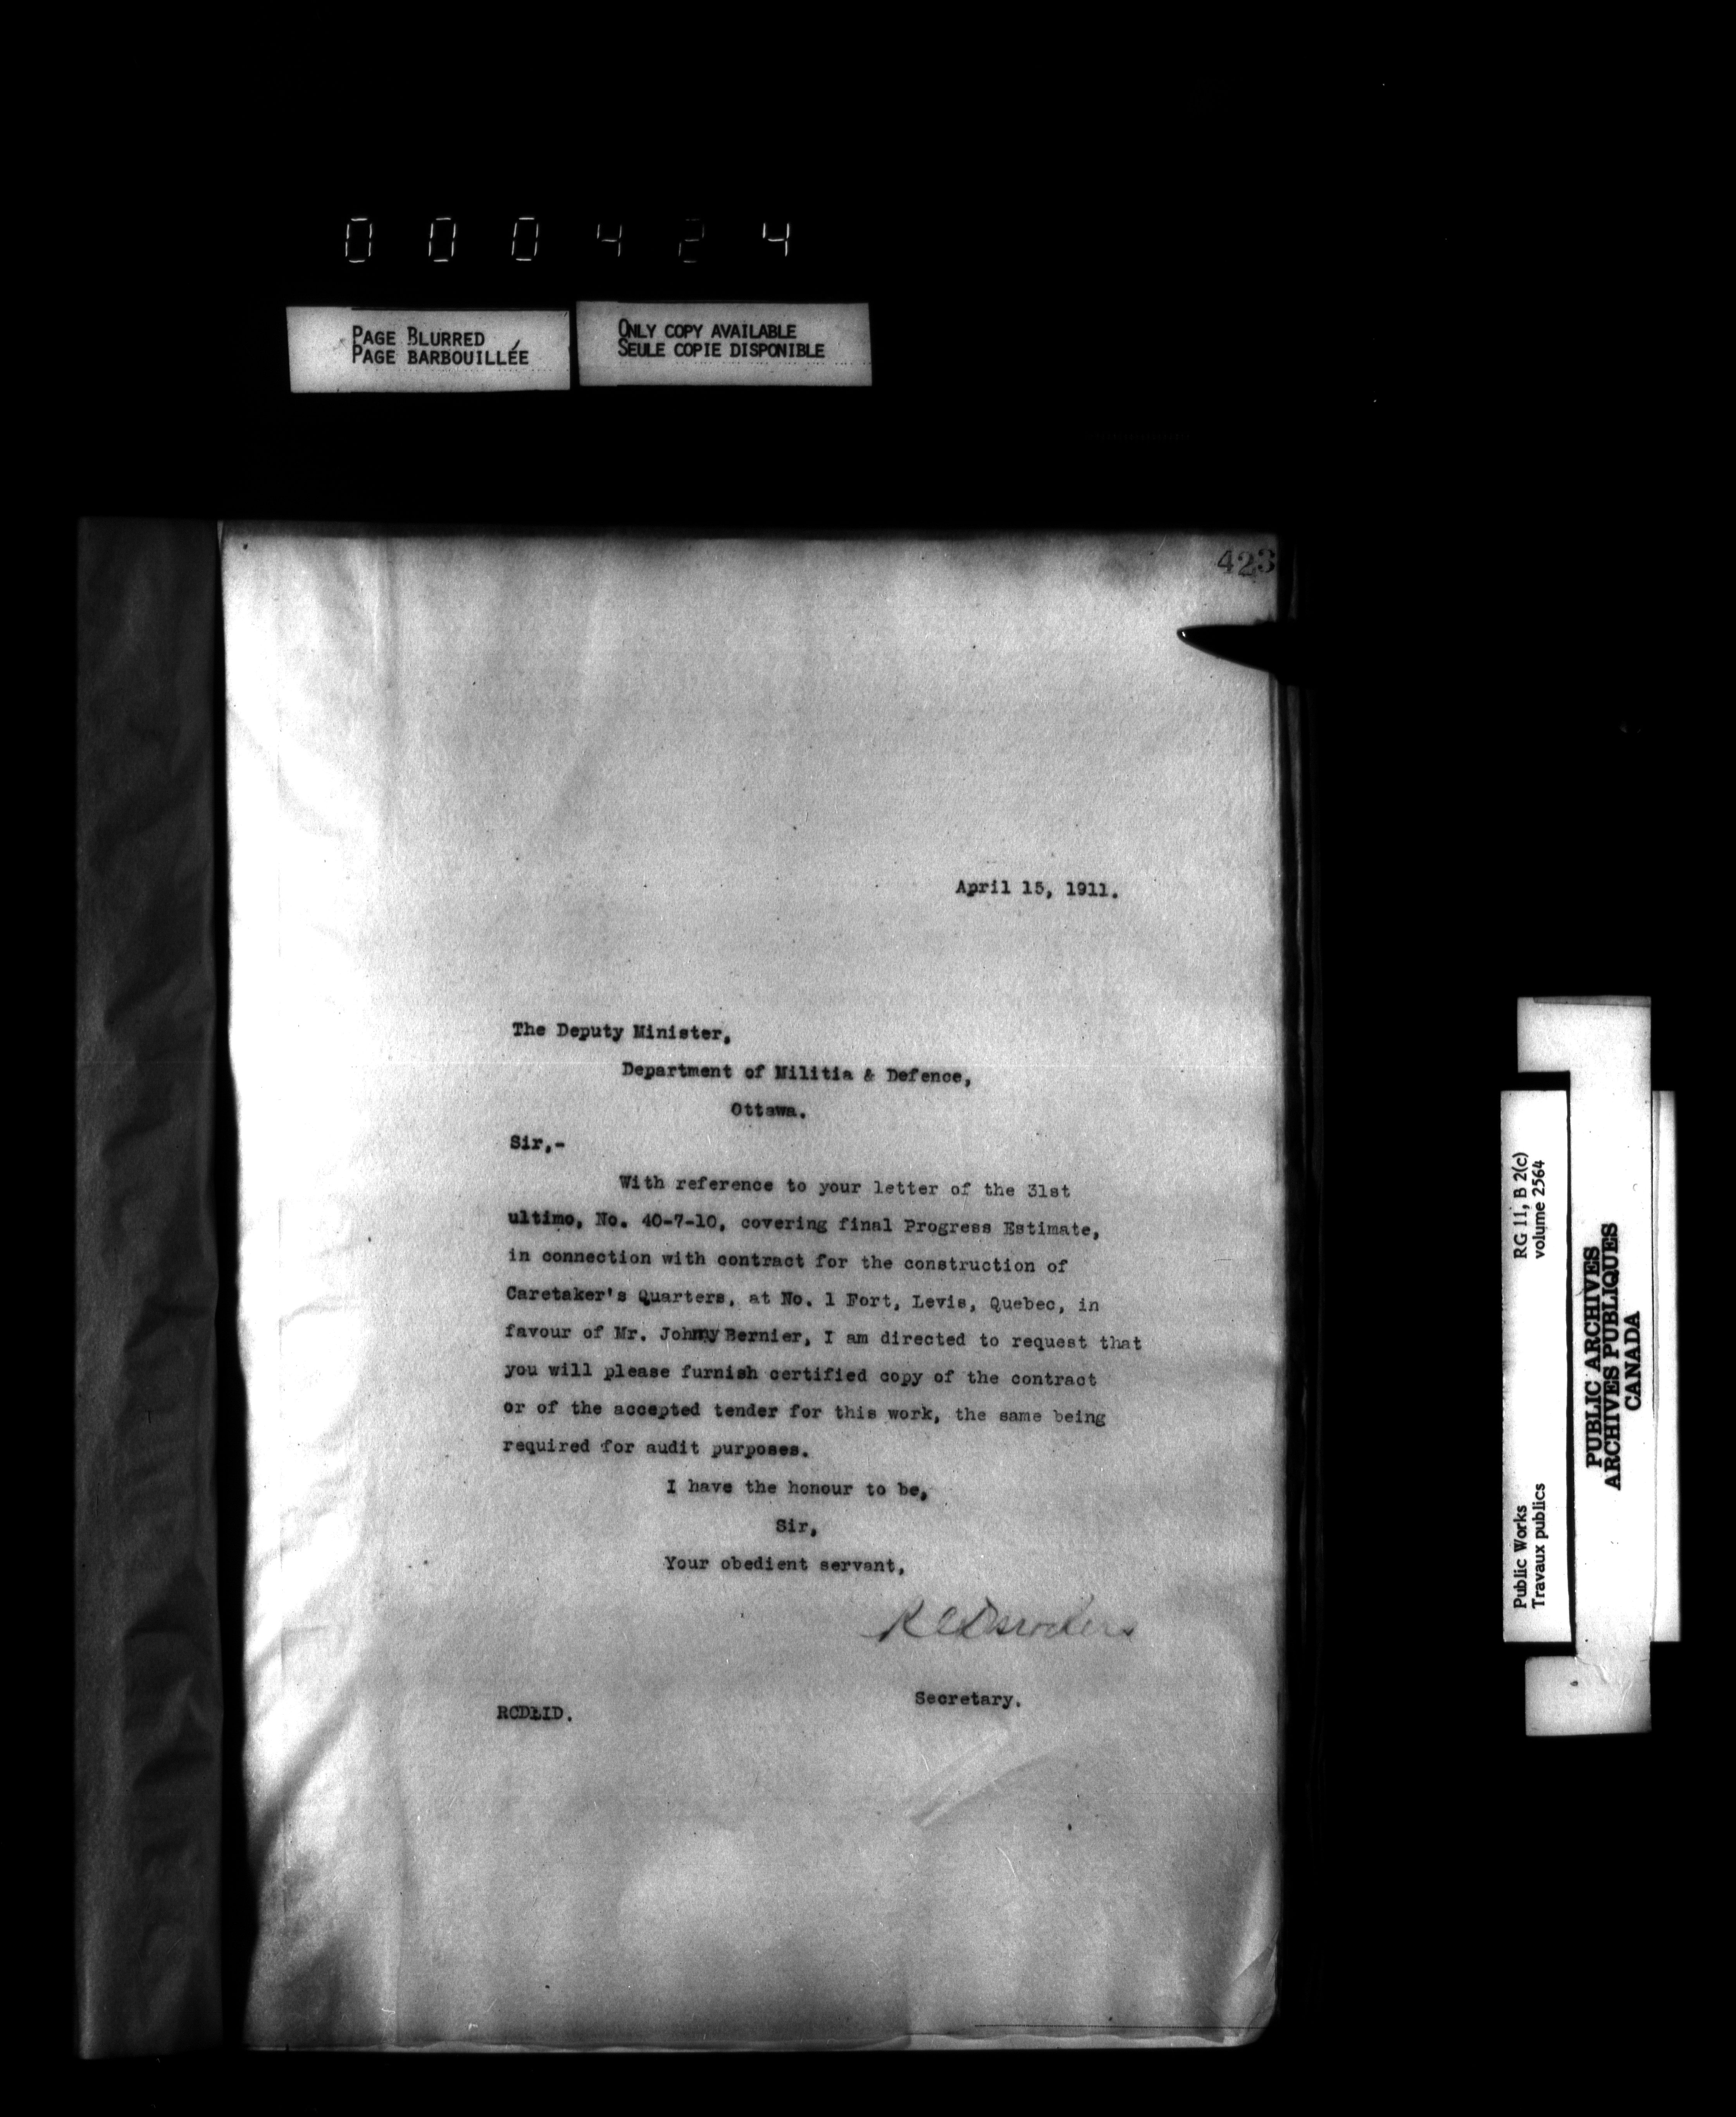 000424
PAGE BLURRED
PAGE BARBOUILLÉE
ONLY COPY AVAILABLE
SEULE COPIE DISPONIBLE
423
April 15, 1911.
The Deputy Minister,
Department of Militia & Defence,
Ottawa.
Sir,-
With reference to your letter of the 31st
ultimo, No. 40-7-10, covering final Progress Estimate,
in connection with contract for the construction of
Caretaker's Quarters, at No. 1 Fort, Levis, Quebec, in
favour of Mr. Johnny Bernier, I am directed to request that
you will please furnish certified copy of the contract
or of the accepted tender for this work, the same being
required for audit purposes.
I have the honour to be,
Sir,
Your obedient servant,
R C Desrochers
Secretary.
Public Works
Travaux publics
RG 11, B 2(c)
volume 2564
PUBLIC ARCHIVES
ARCHIVES PUBLIQUES
CANADA